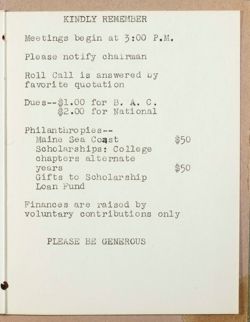 KINDLY REMEMBER
Meetings begin at 3:00 P.M.
Please notify chairman
Roll Call is answered by
favorite quotation
Dues--$1.00 for B. A. C.
$2.00 for National
Philanthropies--
Maine Sea Coast $50
Scholarships: College
chapters alternate
years $50
Gifts to Scholarship
Loan Fund
Finances are raised by
voluntary contributions only
PLEASE BE GENEROUS